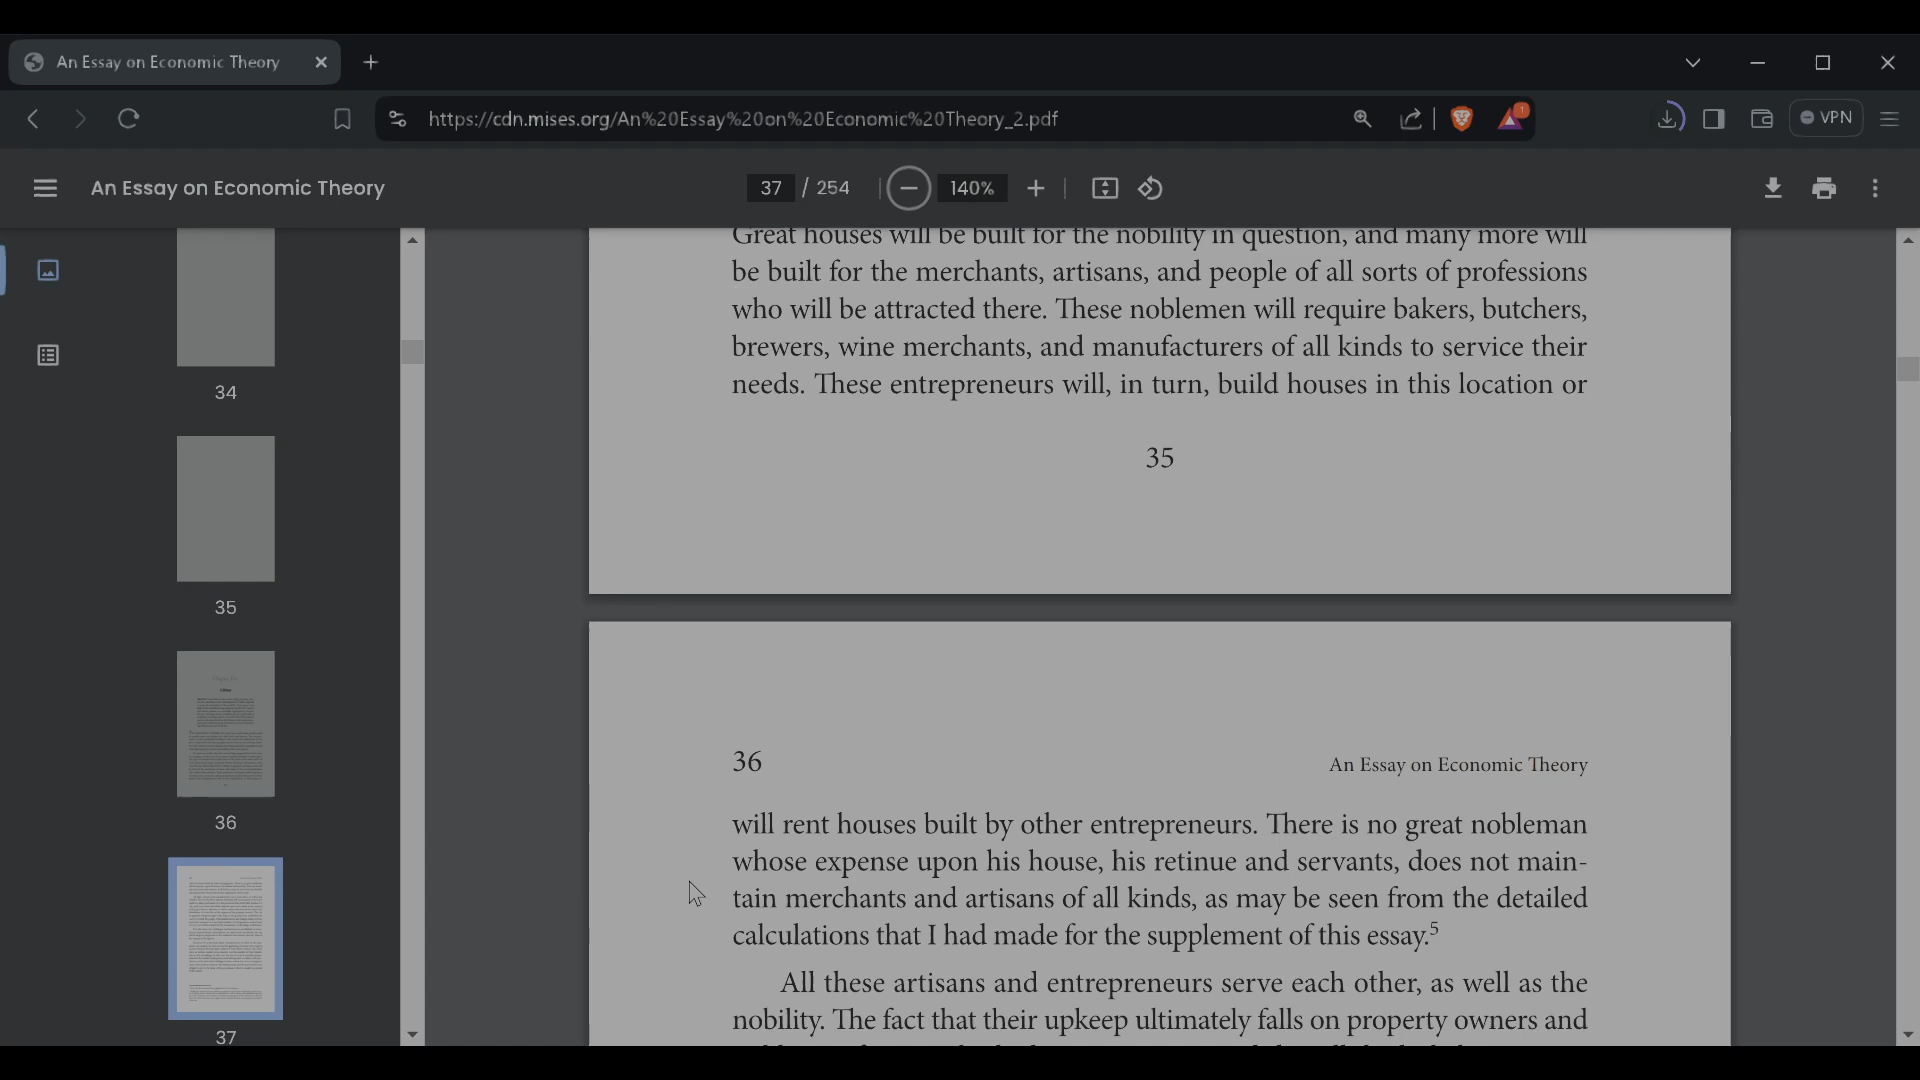 An Essay on Economic Theory
https://cdn.mises.org/An%20Essay%20on%20Economic%20Theory_2.pdf
1
VPN
An Essay on Economic Theory
37 / 254
140%
34
35
36
37
Great houses will be built for the nobility in question, and many more will
be built for the merchants, artisans, and people of all sorts of professions
who will be attracted there. These noblemen will require bakers, butchers,
brewers, wine merchants, and manufacturers of all kinds to service their
needs. These entrepreneurs will, in turn, build houses in this location or
35
36
An Essay on Economic Theory
will rent houses built by other entrepreneurs. There is no great nobleman
whose expense upon his house, his retinue and servants, does not main-
tain merchants and artisans of all kinds, as may be seen from the detailed
calculations that I had made for the supplement of this essay.5
All these artisans and entrepreneurs serve each other, as well as the
nobility. The fact that their upkeep ultimately falls on property owners and